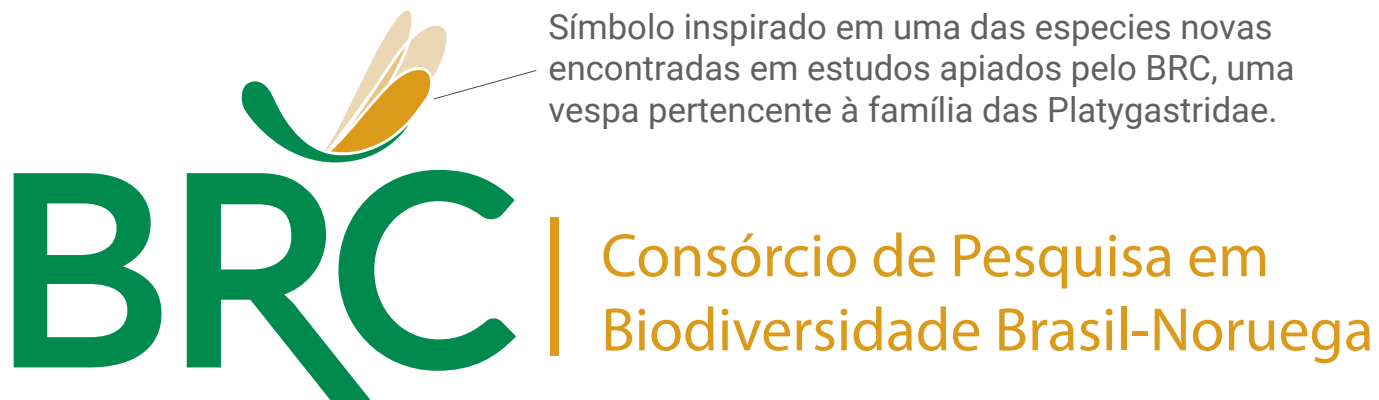 Símbolo inspirado em uma das especies novas
encontradas em estudos apiados pelo BRC, uma
vespa pertencente à família das Platygastridae.
BRC
Consórcio de Pesquisa em
Biodiversidade Brasil-Noruega